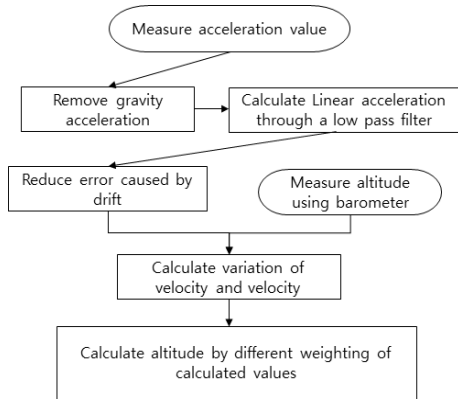 Measure acceleration value
Remove gravity
acceleration
Calculate Linear acceleration
through a low pass filter
Reduce error caused by
drift
Measure altitude
using barometer
Calculate variation of
velocity and velocity
Calculate altitude by different weighting of
calculated values